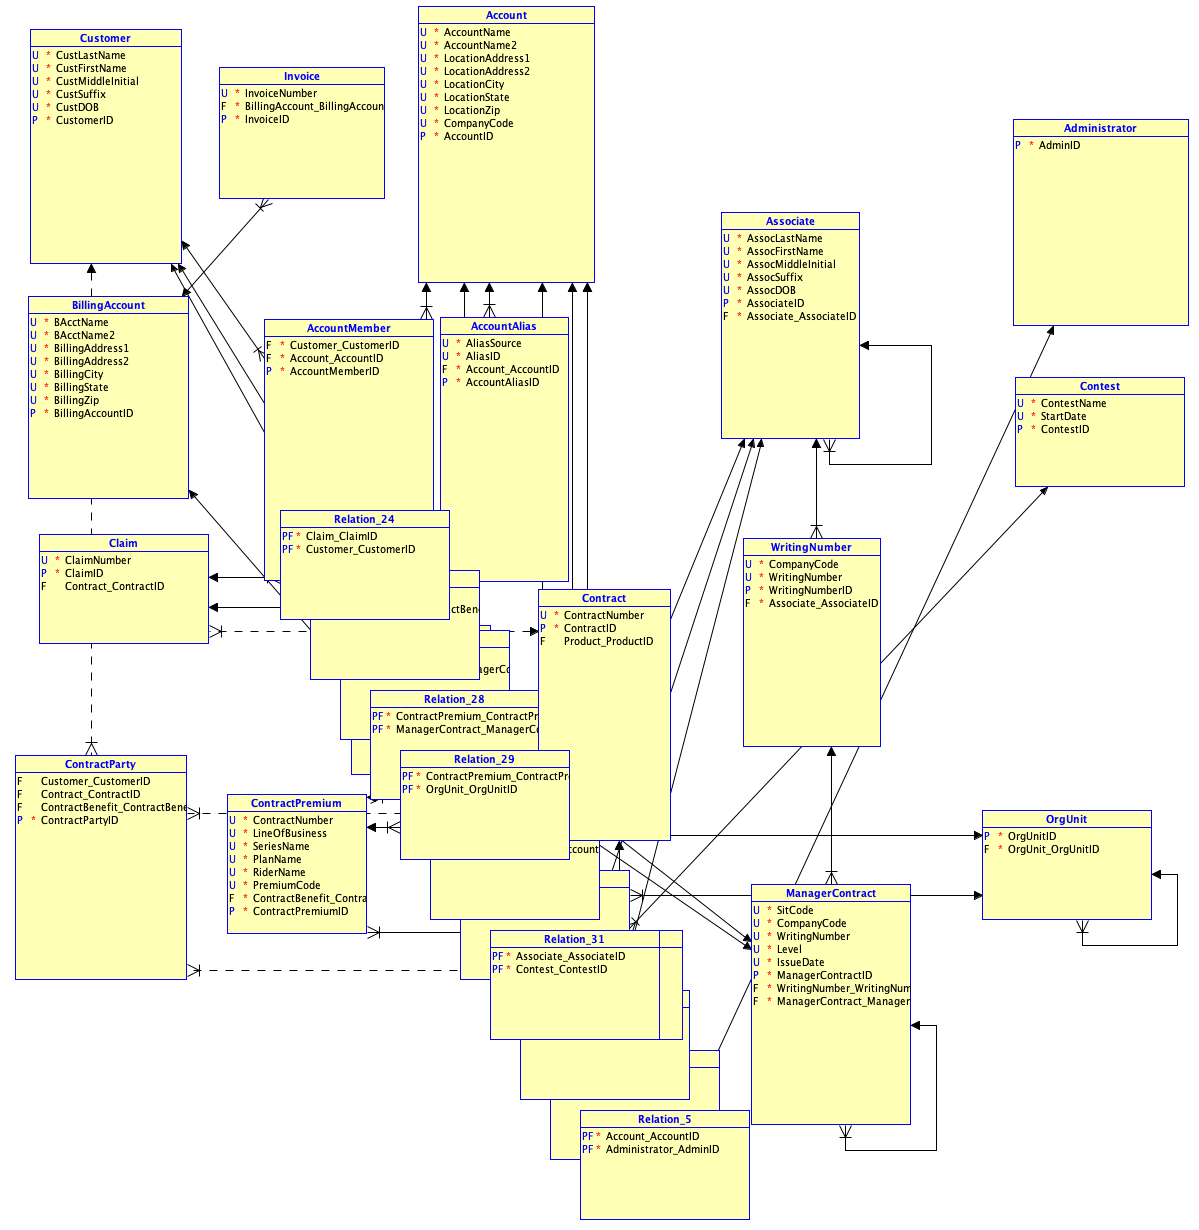 Customer
U * CustLastName
U * CustFirstName
U * CustMiddleInitial
U * CustSuffix
U * CustDOB
P * CustomerID
Invoice
U * InvoiceNumber
F * BillingAccount_BillingAccoun
P * InvoiceID
Account
U * AccountName
U * AccountName2
U * LocationAddress1
U * LocationAddress2
U * LocationCity
U * LocationState
U * LocationZip
U * CompanyCode
P * AccountID
Administrator
P * AdminID
Associate
U * AssocLastName
U * AssocFirstName
U * AssocMiddleInitial
U * AssocSuffix
U * AssocDOB
P * AssociateID
F * Associate_AssociateID
BillingAccount
U * BAcctName
U * BAcctName2
U * BillingAddress1
U * BillingAddress2
U * BillingCity
U * BillingState
U * BillingZip
P * BillingAccountID
AccountMember
F * Customer_CustomerID
F * Account_AccountID
P * AccountMemberID
AccountAlias
U * AliasSource
U * AliasID
F * Account_AccountID
P * AccountAliasID
Contest
U * ContestName
U * StartDate
P * ContestID
Relation_24
PF * Claim_ClaimID
PF * Customer_CustomerID
Claim
U * ClaimNumber
P * ClaimID
F Contract_ContractID
WritingNumber
U * CompanyCode
U * WritingNumber
P * WritingNumberID
F * Associate_AssociateID
Contract
U * ContractNumber
P * ContractID
F Product_ProductID
ctBene
agerCo
Relation_28
PF * ContractPremium_ContractPr
PF * ManagerContract_ManagerCo
Relation_29
PF * ContractPremium_ContractPr
PF * OrgUnit_OrgUnitID
ContractParty
F Customer_CustomerID
F Contract_ContractID
F ContractBenefit_ContractBene
P * ContractPartyID
ContractPremium
U * ContractNumber
U * LineOfBusiness
U * SeriesName
U * PlanName
U * RiderName
U * PremiumCode
F * ContractBenefit_Contra
P * ContractPremiumID
ccount
OrgUnit
P * OrgUnitID
F * OrgUnit_OrgUnitID
ManagerContract
U * SitCode
U * CompanyCode
U * WritingNumber
U * Level
U * IssueDate
P * ManagerContractID
F * WritingNumber_WritingNum
F * ManagerContract_Manager
Relation_31
PF * Associate_AssociateID
PF * Contest_ContestID
Relation_5
PF * Account_AccountID
PF * Administrator_AdminID